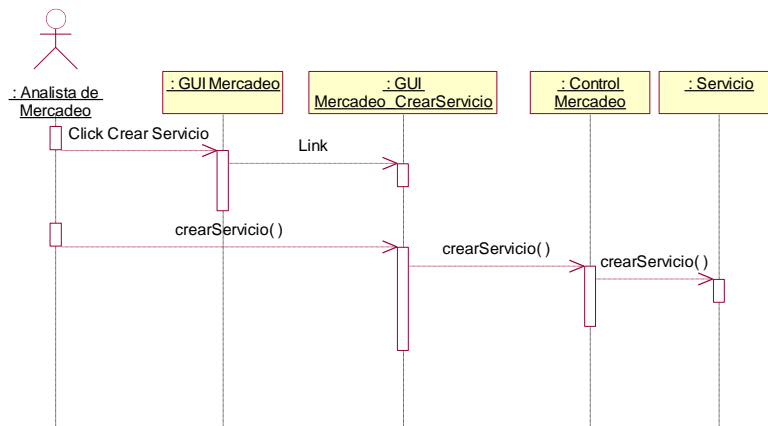 : Analista de
Mercadeo
: GUI Mercadeo
: GUI
Mercadeo_CrearServicio
: Control
Mercadeo
: Servicio
Click Crear Servicio
Link
crearServicio( )
crearServicio( )
crearServicio( )